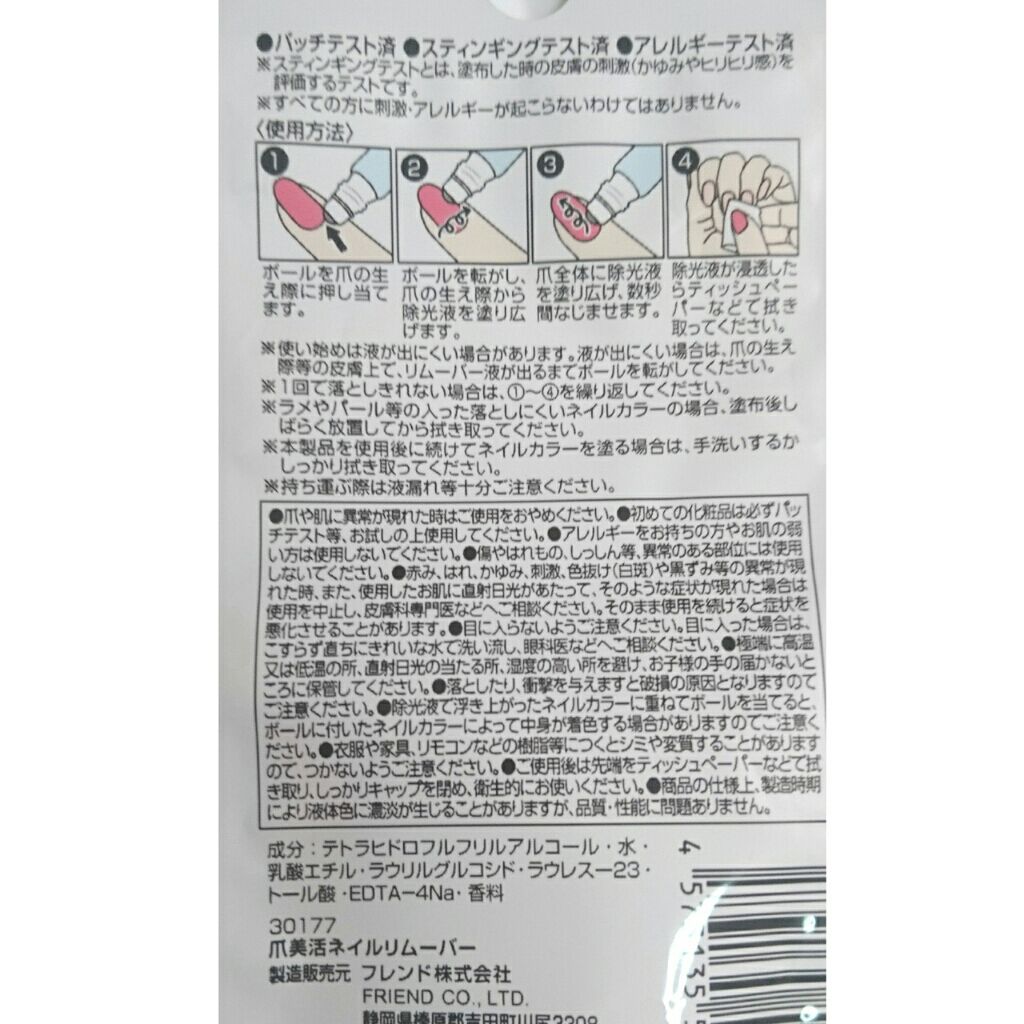 ●パッチテスト済 ●スティンギングテスト済 ●アレルギーテスト済
※スティンギングテストとは、塗布した時の皮膚の刺激(かゆみやヒリヒリ感)を
評価するテストです。
※すべての方に刺激・アレルギーが起こらないわけではありません。
〈使用方法〉
1
2
3
4
ボールを爪の生
え際に押し当て
ます。
ボールを転がし、
爪の生え際から
除光液を塗り広
げます。
爪全体に除光液
を塗り広げ、数秒
間なじませます。
除光液が浸透した
らティッシュペー
パーなどで拭き
取ってください。
※使い始めは液が出にくい場合があります。液が出にくい場合は、爪の生え
際等の皮膚上で、リムーバー液が出るまでボールを転がしてください。
※1回で落としきれない場合は、①〜④を繰り返してください。
※ラメやパール等の入った落としにくいネイルカラーの場合、塗布後し
ばらく放置してから拭き取ってください。
※本製品を使用後に続けてネイルカラーを塗る場合は、手洗いするか
しっかり拭き取ってください。
※持ち運ぶ際は液漏れ等十分ご注意ください。
●爪や肌に異常が現れた時はご使用をおやめください。●初めての化粧品は必ずパッ
チテスト等、お試しの上使用してください。●アレルギーをお持ちの方やお肌の弱
い方は使用しないでください。●傷やはれもの、しっしん等、異常のある部位には使用
しないでください。●赤み、はれ、かゆみ、刺激、色抜け(白斑)や黒ずみ等の異常が現
れた時、また、使用したお肌に直射日光があたって、そのような症状が現れた場合は
使用を中止し、皮膚科専門医などへご相談ください。そのまま使用を続けると症状を
悪化させることがあります。●目に入らないようご注意ください。目に入った場合は、
こすらず直ちにきれいな水で洗い流し、眼科医などへご相談ください。●極端に高温
又は低温の所、直射日光の当たる所、湿度の高い所を避け、お子様の手の届かないと
ころに保管してください。●落としたり、衝撃を与えますと破損の原因となりますので
ご注意ください。●除光液で浮き上がったネイルカラーに重ねてボールを当てると、
ボールに付いたネイルカラーによって中身が着色する場合がありますのでご注意く
ださい。●衣服や家具、リモコンなどの樹脂等につくとシミや変質することがあります
ので、つかないようご注意ください。●ご使用後は先端をティッシュペーパーなどで拭
き取り、しっかりキャップを閉め、衛生的にお使いください。●商品の仕様上、製造時期
により液体色に濃淡が生じることがありますが、品質・性能に問題ありません。
成分：テトラヒドロフルフリルアルコール・水・
乳酸エチル・ラウリルグルコシド・ラウレス−23・
トール酸・EDTA−4Na・香料
30177
爪美活ネイルリムーバー
製造販売元 フレンド株式会社
FRIEND CO., LTD.
静岡県榛原郡吉田町川尻3209